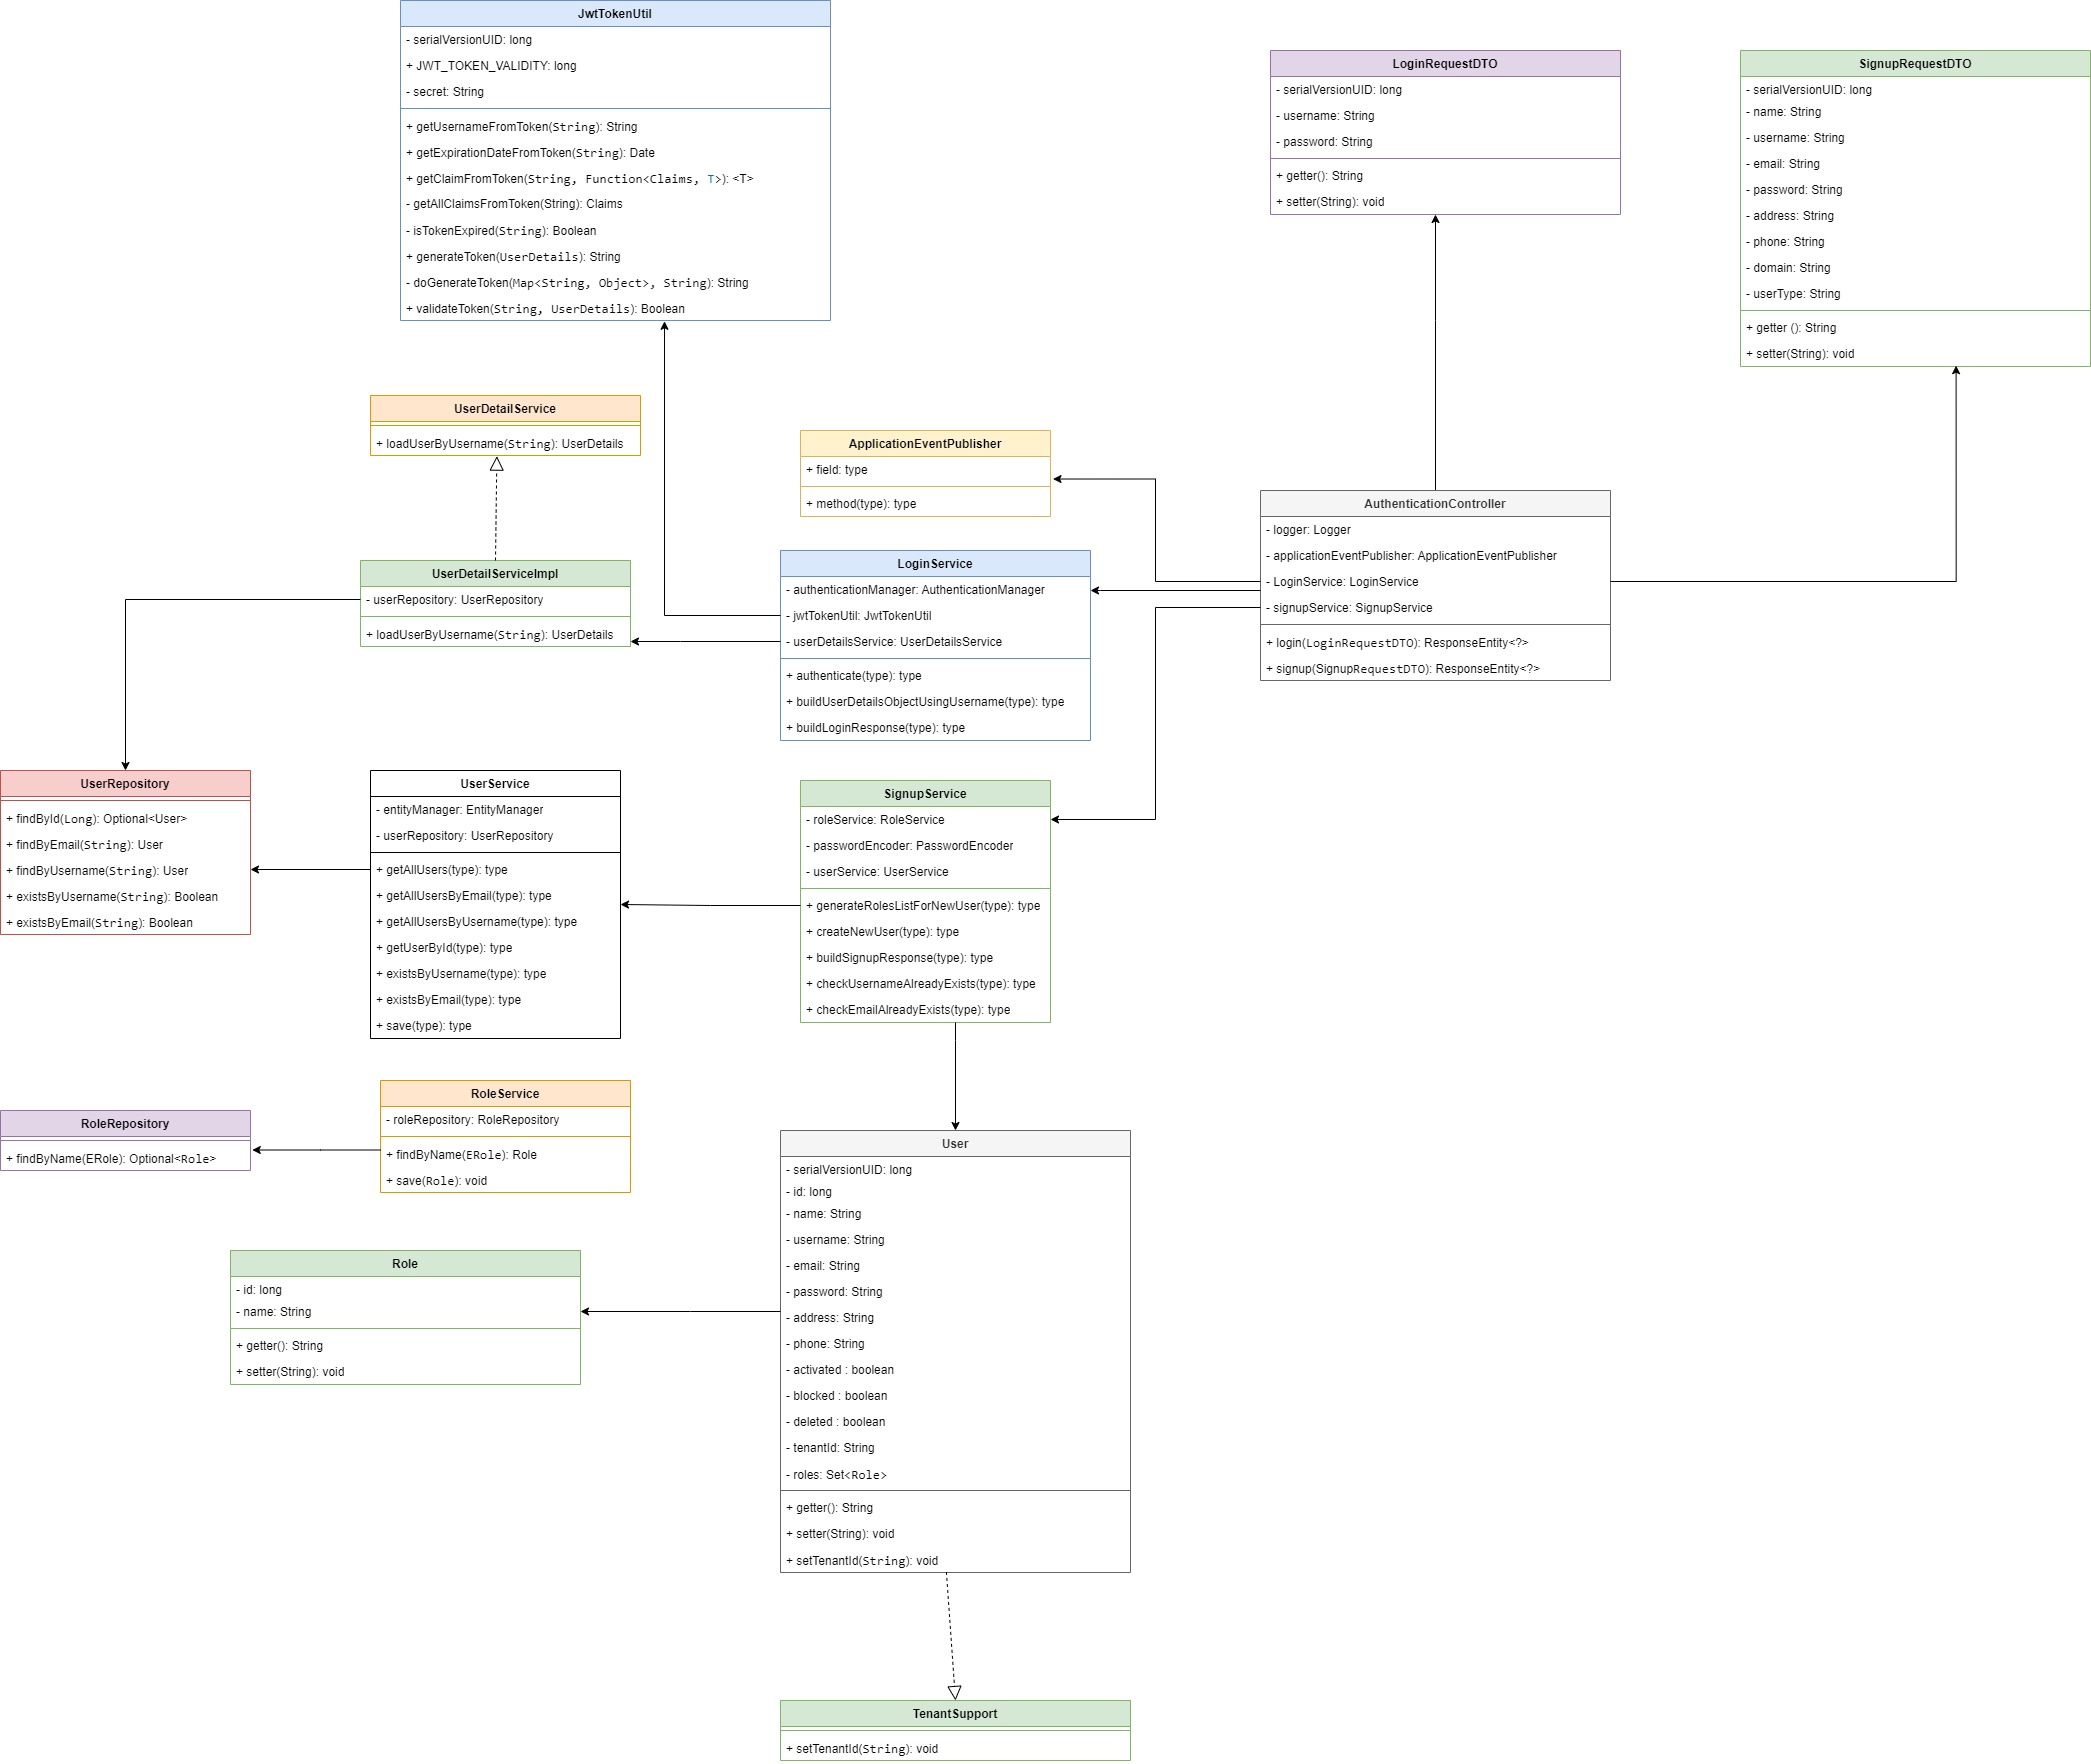 JwtTokenUtil
- serialVersionUID: long
+ JWT_TOKEN_VALIDITY: long
- secret: String
+ getUsernameFromToken(String): String
+ getExpirationDateFromToken(String): Date
+ getClaimFromToken(String, Function<Claims, T>): <T>
- getAllClaimsFromToken(String): Claims
- isTokenExpired(String): Boolean
+ generateToken(UserDetails): String
- doGenerateToken(Map<String, Object>, String): String
+ validateToken(String, UserDetails): Boolean
LoginRequestDTO
- serialVersionUID: long
- username: String
- password: String
+ getter(): String
+ setter(String): void
SignupRequestDTO
- serialVersionUID: long
- name: String
- username: String
- email: String
- password: String
- address: String
- phone: String
- domain: String
- userType: String
+ getter (): String
+ setter(String): void
UserDetailService
+ loadUserByUsername(String): UserDetails
ApplicationEventPublisher
+ field: type
+ method(type): type
AuthenticationController
- logger: Logger
- applicationEventPublisher: ApplicationEventPublisher
- LoginService: LoginService
- signupService: SignupService
+ login(LoginRequestDTO): ResponseEntity<?>
+ signup(SignupRequestDTO): ResponseEntity<?>
UserDetailServiceImpl
- userRepository: UserRepository
+ loadUserByUsername(String): UserDetails
LoginService
- authenticationManager: AuthenticationManager
- jwtTokenUtil: JwtTokenUtil
- userDetailsService: UserDetailsService
+ authenticate(type): type
+ buildUserDetailsObjectUsingUsername(type): type
+ buildLoginResponse(type): type
UserRepository
+ findById(Long): Optional<User>
+ findByEmail(String): User
+ findByUsername(String): User
+ existsByUsername(String): Boolean
+ existsByEmail(String): Boolean
UserService
- entityManager: EntityManager
- userRepository: UserRepository
+ getAllUsers(type): type
+ getAllUsersByEmail(type): type
+ getAllUsersByUsername(type): type
+ getUserById(type): type
+ existsByUsername(type): type
+ existsByEmail(type): type
+ save(type): type
SignupService
- roleService: RoleService
- passwordEncoder: PasswordEncoder
- userService: UserService
+ generateRolesListForNewUser(type): type
+ createNewUser(type): type
+ buildSignupResponse(type): type
+ checkUsernameAlreadyExists(type): type
+ checkEmailAlreadyExists(type): type
RoleRepository
+ findByName(ERole): Optional<Role>
RoleService
- roleRepository: RoleRepository
+ findByName(ERole): Role
+ save(Role): void
Role
- id: long
- name: String
+ getter(): String
+ setter(String): void
User
- serialVersionUID: long
- id: long
- name: String
- username: String
- email: String
- password: String
- address: String
- phone: String
- activated : boolean
- blocked : boolean
- deleted : boolean
- tenantId: String
- roles: Set<Role>
+ getter(): String
+ setter(String): void
+ setTenantId(String): void
TenantSupport
+ setTenantId(String): void